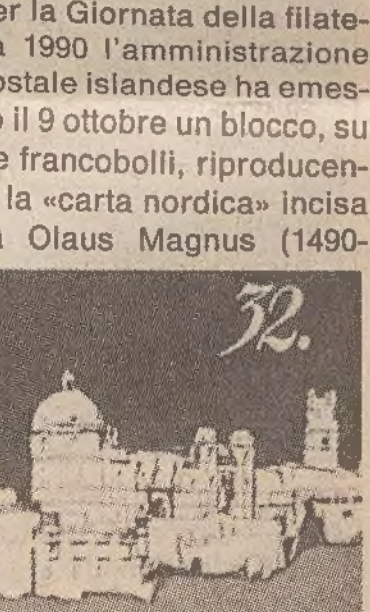 er la Giornata della filate-
a 1990 l'amministrazione
ostale islandese ha emes-
o il 9 ottobre un blocco, su
e francobolli, riproducen-
la «carta nordica» incisa
a Olaus Magnus (1490-
32.